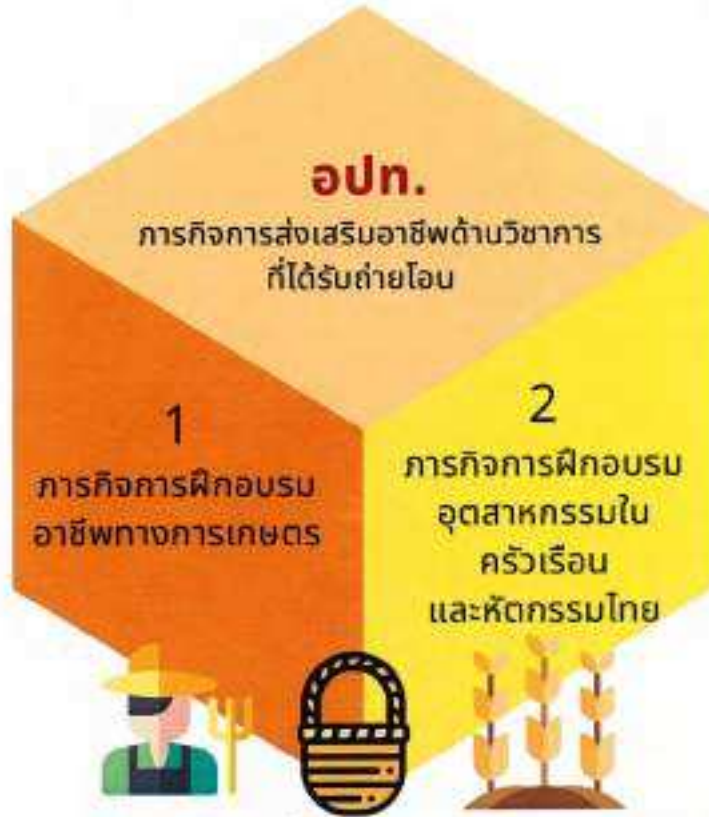 อปท.
ภารกิจการส่งเสริมอาชีพด้านวิชาการ
ที่ได้รับถ่ายโอน
1
ภารกิจการฝึกอบรม
อาชีพทางการเกษตร
2
ภารกิจการฝึกอบรม
อุตสาหกรรมใน
ครัวเรือน
และหัตกรรมไทย